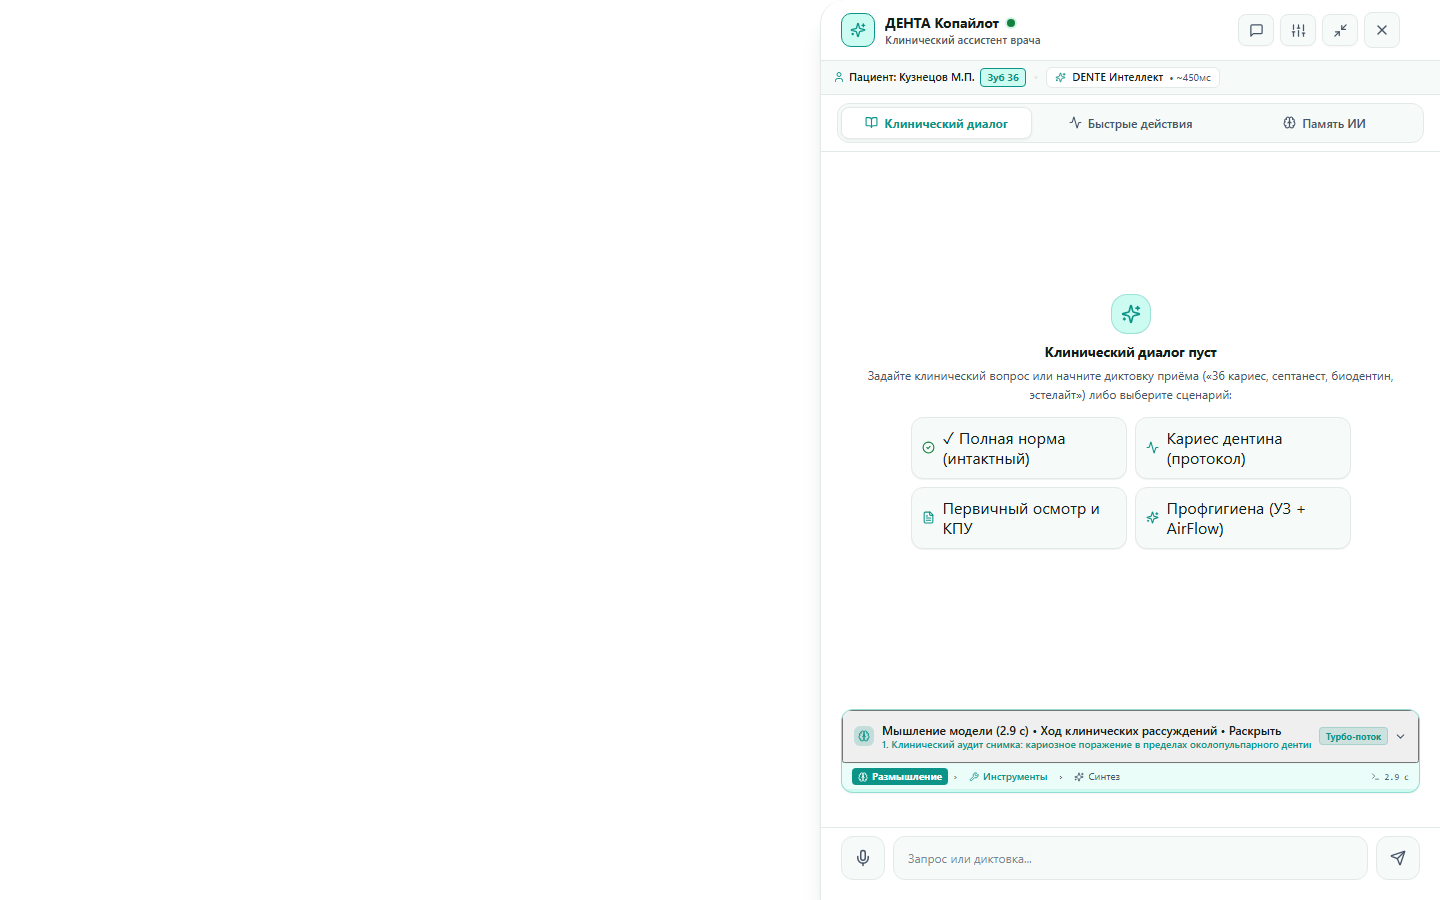 ДЕНТА Копайлот
Клинический ассистент врача
Пациент: Кузнецов М.П. Зуб 36 DENTE Интеллект • ~450мс
Клинический диалог Быстрые действия Память ИИ
Клинический диалог пуст
Задайте клинический вопрос или начните диктовку приёма («36 кариес, септанест, биодентин,
эстелайт») либо выберите сценарий:
✓ Полная норма
(интактный)
Кариес дентина
(протокол)
Первичный осмотр и
КПУ
Профгигиена (УЗ +
AirFlow)
Мышление модели (2.9 с) • Ход клинических рассуждений • Раскрыть
1. Клинический аудит снимка: кариозное поражение в пределах околопульпарного дентин
Турбо-поток
Размышление › Инструменты › Синтез 2.9 с
Запрос или диктовка...